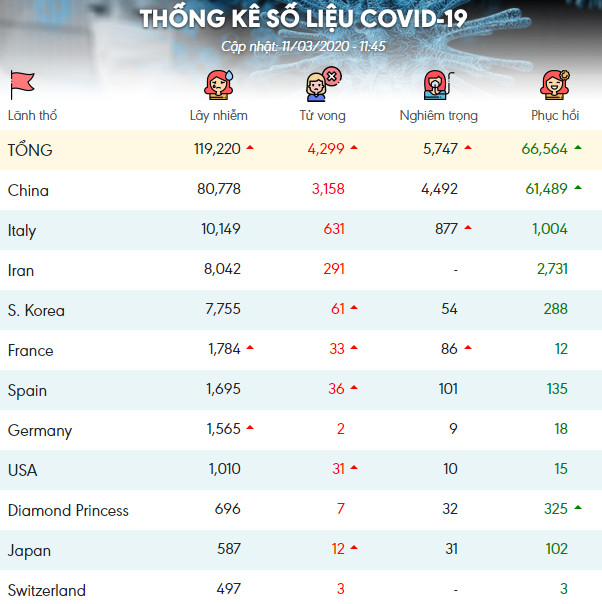 THỐNG KÊ SỐ LIỆU COVID-19
Cập nhật: 11/03/2020 - 11:45
Lãnh thổ Lây nhiễm Tử vong Nghiêm trọng Phục hồi
TỔNG 119,220 4,299 5,747 66,564
China 80,778 3,158 4,492 61,489
Italy 10,149 631 877 1,004
Iran 8,042 291 - 2,731
S. Korea 7,755 61 54 288
France 1,784 33 86 12
Spain 1,695 36 101 135
Germany 1,565 2 9 18
USA 1,010 31 10 15
Diamond Princess 696 7 32 325
Japan 587 12 31 102
Switzerland 497 3 - 3